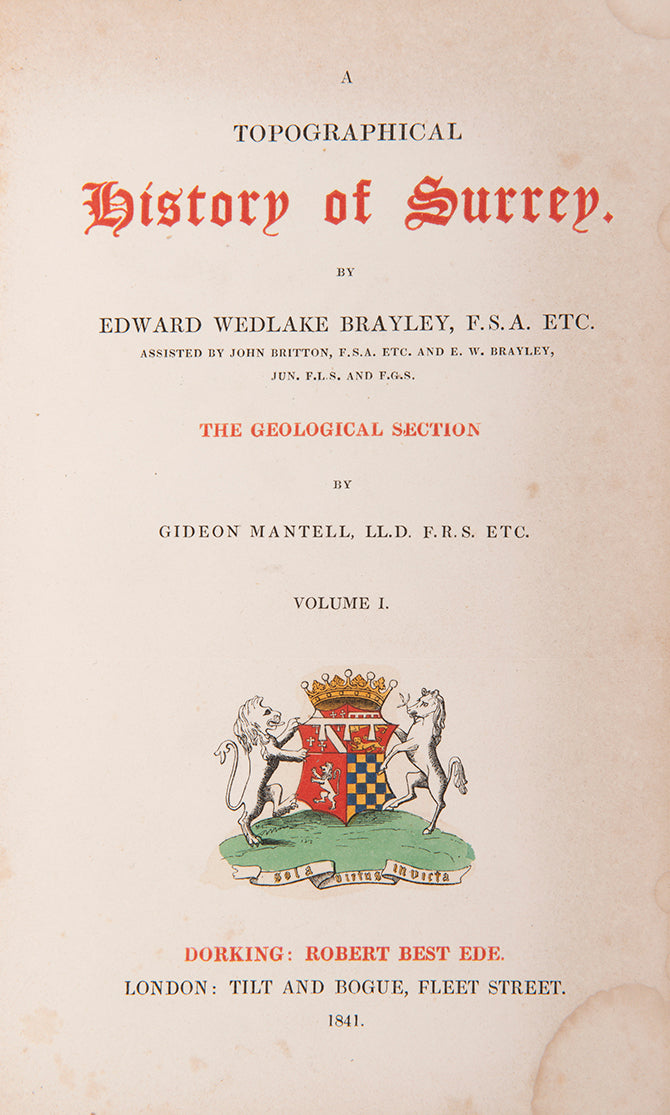 A
TOPOGRAPHICAL
History of Surrey.
BY
EDWARD WEDLAKE BRAYLEY, F.S.A. ETC.
ASSISTED BY JOHN BRITTON, F.S.A. ETC. AND E. W. BRAYLEY,
JUN. F.L.S. AND F.G.S.
THE GEOLOGICAL SECTION
BY
GIDEON MANTELL, LL.D. F.R.S. ETC.
VOLUME I.
sola virtus invicta
DORKING: ROBERT BEST EDE.
LONDON: TILT AND BOGUE, FLEET STREET.
1841.